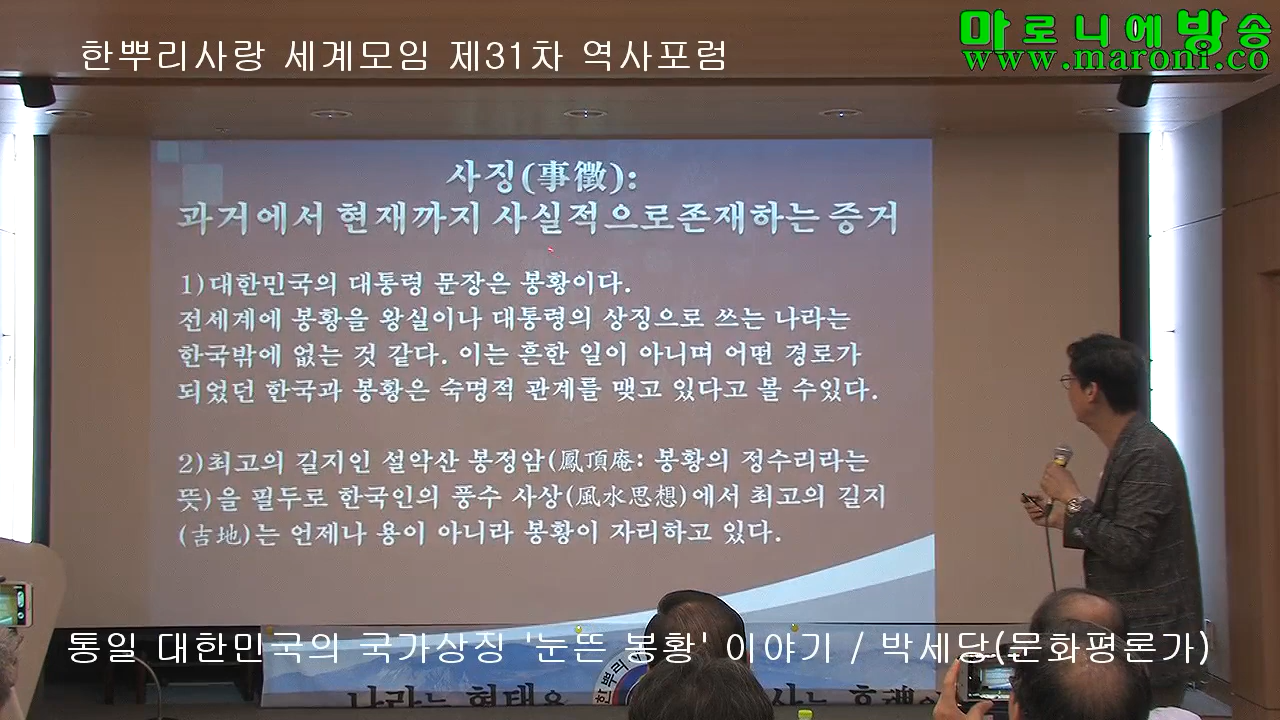 마로니에방송
한뿌리사랑 세계모임 제31차 역사포럼
www.maroni.co
사징(事徵):
과거에서 현재까지 사실적으로존재하는 증거
1)대한민국의 대통령 문장은 봉황이다.
전세계에 봉황을 왕실이나 대통령의 상징으로 쓰는 나라는
한국밖에 없는 것 같다. 이는 흔한 일이 아니며 어떤 경로가
되었던 한국과 봉황은 숙명적 관계를 맺고 있다고 볼 수있다.
2)최고의 길지인 설악산 봉정암(鳳頂庵: 봉황의 정수리라는
뜻)을 필두로 한국인의 풍수 사상(風水思想)에서 최고의 길지
(吉地)는 언제나 용이 아니라 봉황이 자리하고 있다.
통일 대한민국의 국가상징 '눈뜬 봉황' 이야기 / 박세당(문화평론가)
한뿌리
나라는 형태요